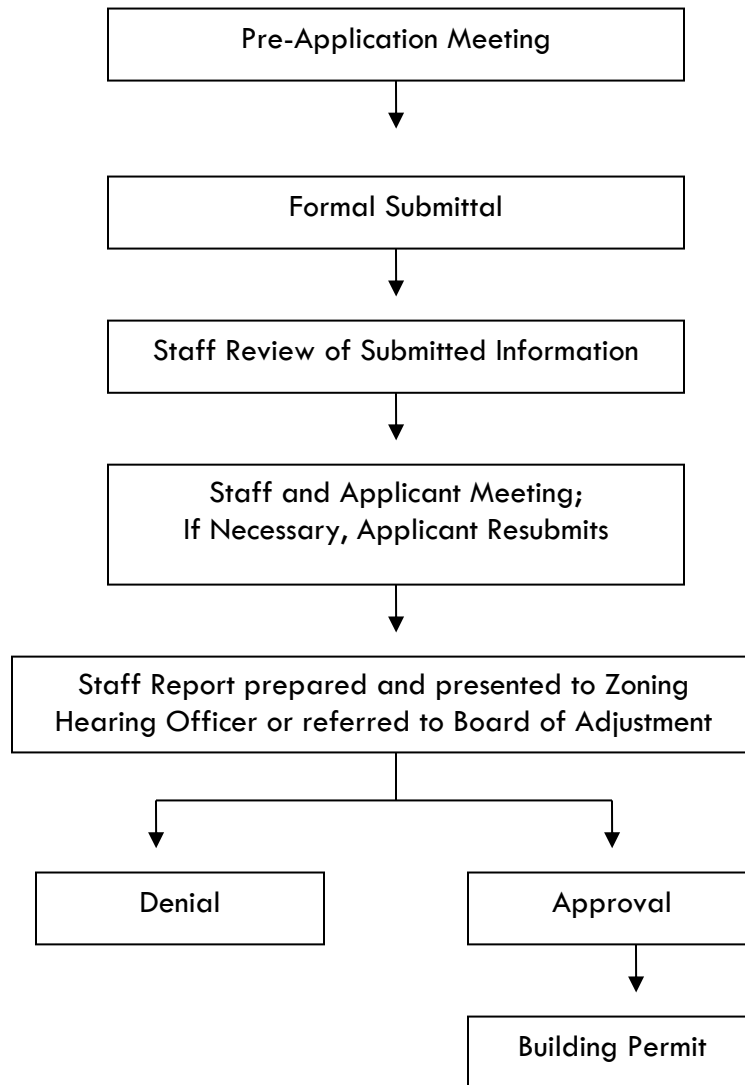 Pre-Application Meeting
Formal Submittal
Staff Review of Submitted Information
Staff and Applicant Meeting;
If Necessary, Applicant Resubmits
Staff Report prepared and presented to Zoning
Hearing Officer or referred to Board of Adjustment
Denial
Approval
Building Permit